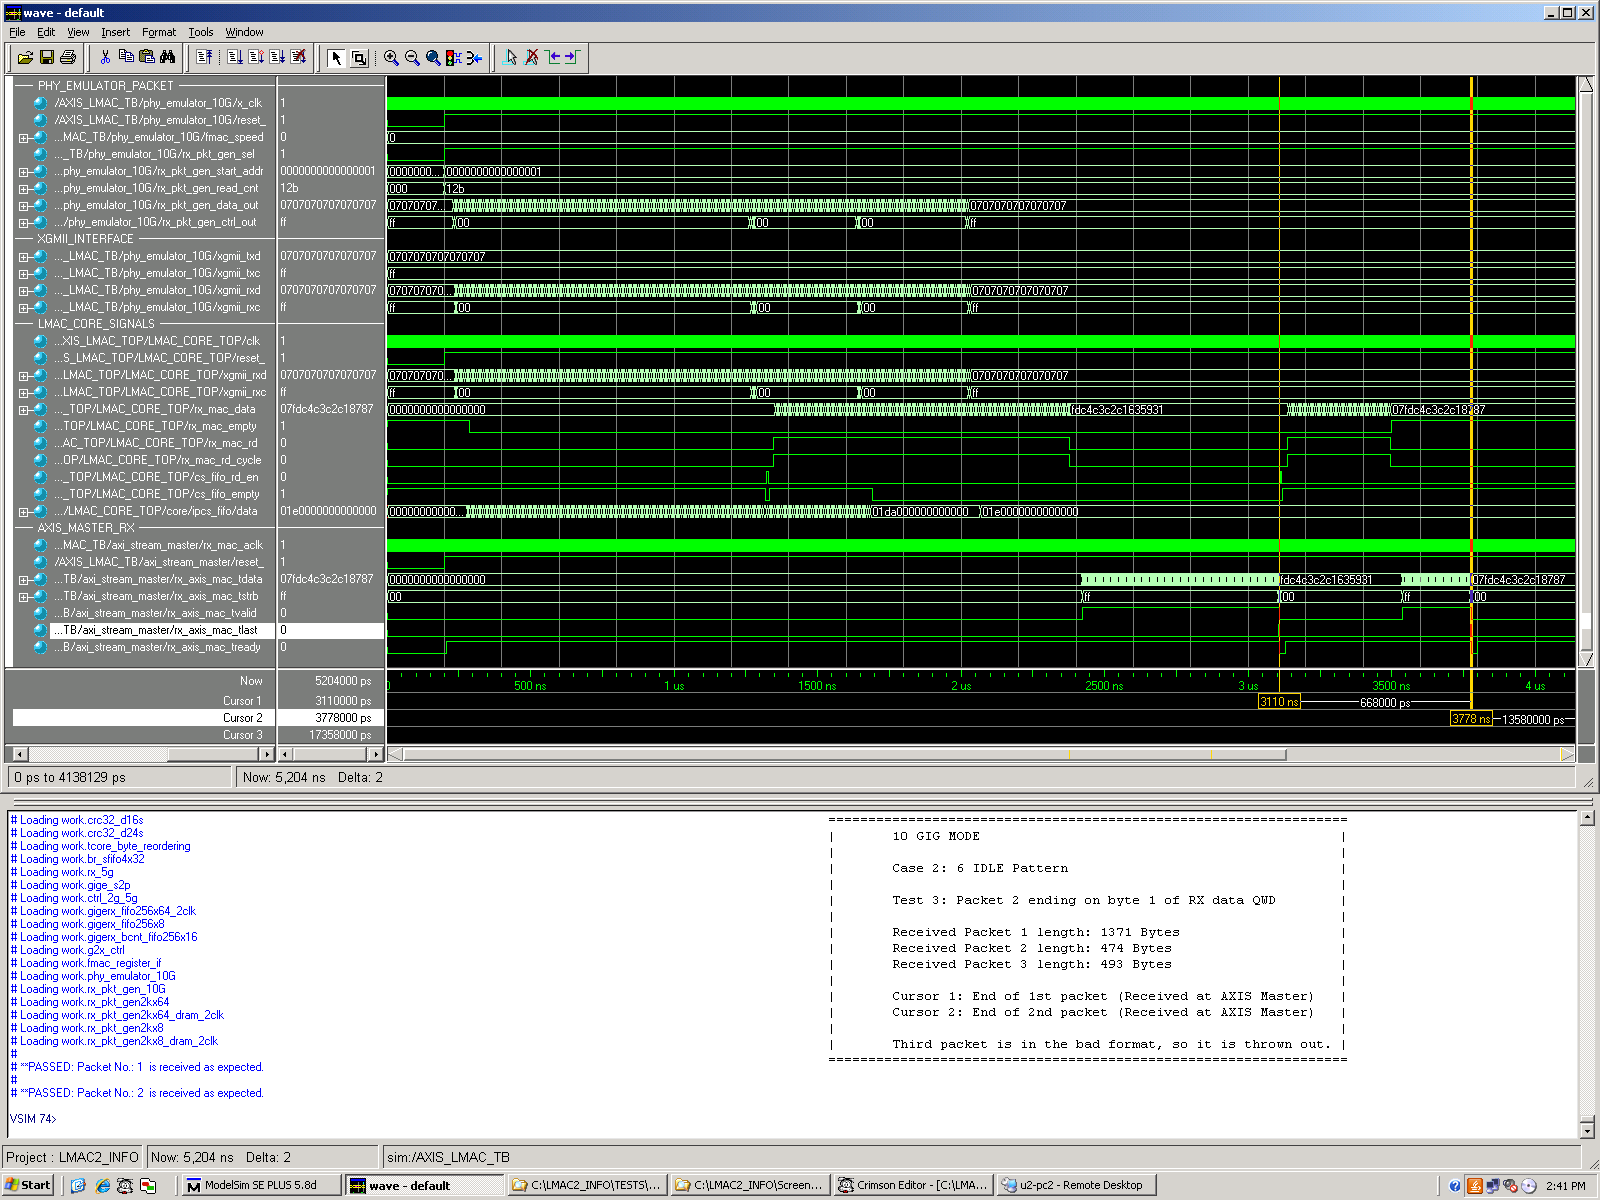 wave - default
File Edit View Insert Format Tools Window
PHY_EMULATOR_PACKET
/AXIS_LMAC_TB/phy_emulator_10G/x_clk 1
/AXIS_LMAC_TB/phy_emulator_10G/reset_ 1
...MAC_TB/phy_emulator_10G/fmac_speed 0 0
..._TB/phy_emulator_10G/rx_pkt_gen_sel 1
...phy_emulator_10G/rx_pkt_gen_start_addr 0000000000000001 0000000... 0000000000000001
...phy_emulator_10G/rx_pkt_gen_read_cnt 12b 000 12b
...phy_emulator_10G/rx_pkt_gen_data_out 0707070707070707 07070707... 0707070707070707
.../phy_emulator_10G/rx_pkt_gen_ctrl_out ff ff 00 00 00 ff
XGMII_INTERFACE
..._LMAC_TB/phy_emulator_10G/xgmii_txd 0707070707070707 0707070707070707
..._LMAC_TB/phy_emulator_10G/xgmii_txc ff ff
..._LMAC_TB/phy_emulator_10G/xgmii_rxd 0707070707070707 070707070... 0707070707070707
..._LMAC_TB/phy_emulator_10G/xgmii_rxc ff ff 00 00 00 ff
LMAC_CORE_SIGNALS
...XIS_LMAC_TOP/LMAC_CORE_TOP/clk 1
...S_LMAC_TOP/LMAC_CORE_TOP/reset_ 1
...LMAC_TOP/LMAC_CORE_TOP/xgmii_rxd 0707070707070707 070707070... 0707070707070707
...LMAC_TOP/LMAC_CORE_TOP/xgmii_rxc ff ff 00 00 00 ff
..._TOP/LMAC_CORE_TOP/rx_mac_data 07fdc4c3c2c18787 0000000000000000 fdc4c3c2c1635931 07fdc4c3c2c18787
...TOP/LMAC_CORE_TOP/rx_mac_empty 1
...AC_TOP/LMAC_CORE_TOP/rx_mac_rd 0
...OP/LMAC_CORE_TOP/rx_mac_rd_cycle 0
..._TOP/LMAC_CORE_TOP/cs_fifo_rd_en 0
..._TOP/LMAC_CORE_TOP/cs_fifo_empty 1
.../LMAC_CORE_TOP/core/ipcs_fifo/data 01e0000000000000 00000000000... 01da000000000000 01e0000000000000
AXIS_MASTER_RX
...MAC_TB/axi_stream_master/rx_mac_aclk 1
/AXIS_LMAC_TB/axi_stream_master/reset_ 1
...TB/axi_stream_master/rx_axis_mac_tdata 07fdc4c3c2c18787 0000000000000000 fdc4c3c2c1635931 07fdc4c3c2c18787
...TB/axi_stream_master/rx_axis_mac_tstrb ff 00 ff 00 ff 00
...B/axi_stream_master/rx_axis_mac_tvalid 0
...TB/axi_stream_master/rx_axis_mac_tlast 0
...B/axi_stream_master/rx_axis_mac_tready 0
Now 5204000 ps 0 500 ns 1 us 1500 ns 2 us 2500 ns 3 us 3500 ns 4 us
Cursor 1 3110000 ps 3110 ns 668000 ps
Cursor 2 3778000 ps 3778 ns 13580000 ps
Cursor 3 17358000 ps
0 ps to 4138129 ps Now: 5,204 ns Delta: 2
# Loading work.crc32_d16s
# Loading work.crc32_d24s
# Loading work.tcore_byte_reordering
# Loading work.br_sfifo4x32
# Loading work.rx_5g
# Loading work.gige_s2p
# Loading work.ctrl_2g_5g
# Loading work.gigerx_fifo256x64_2clk
# Loading work.gigerx_fifo256x8
# Loading work.gigerx_bcnt_fifo256x16
# Loading work.g2x_ctrl
# Loading work.fmac_register_if
# Loading work.phy_emulator_10G
# Loading work.rx_pkt_gen_10G
# Loading work.rx_pkt_gen2kx64
# Loading work.rx_pkt_gen2kx64_dram_2clk
# Loading work.rx_pkt_gen2kx8
# Loading work.rx_pkt_gen2kx8_dram_2clk
#
# **PASSED: Packet No.: 1 is received as expected.
#
# **PASSED: Packet No.: 2 is received as expected.
VSIM 74>
=================================================================
| 10 GIG MODE |
| |
| Case 2: 6 IDLE Pattern |
| |
| Test 3: Packet 2 ending on byte 1 of RX data QWD |
| |
| Received Packet 1 length: 1371 Bytes |
| Received Packet 2 length: 474 Bytes |
| Received Packet 3 length: 493 Bytes |
| |
| Cursor 1: End of 1st packet (Received at AXIS Master) |
| Cursor 2: End of 2nd packet (Received at AXIS Master) |
| |
| Third packet is in the bad format, so it is thrown out. |
=================================================================
Project : LMAC2_INFO Now: 5,204 ns Delta: 2 sim:/AXIS_LMAC_TB
Start ModelSim SE PLUS 5.8d wave - default C:\LMAC2_INFO\TESTS\... C:\LMAC2_INFO\Screen... Crimson Editor - [C:\LMA... u2-pc2 - Remote Desktop 2:41 PM